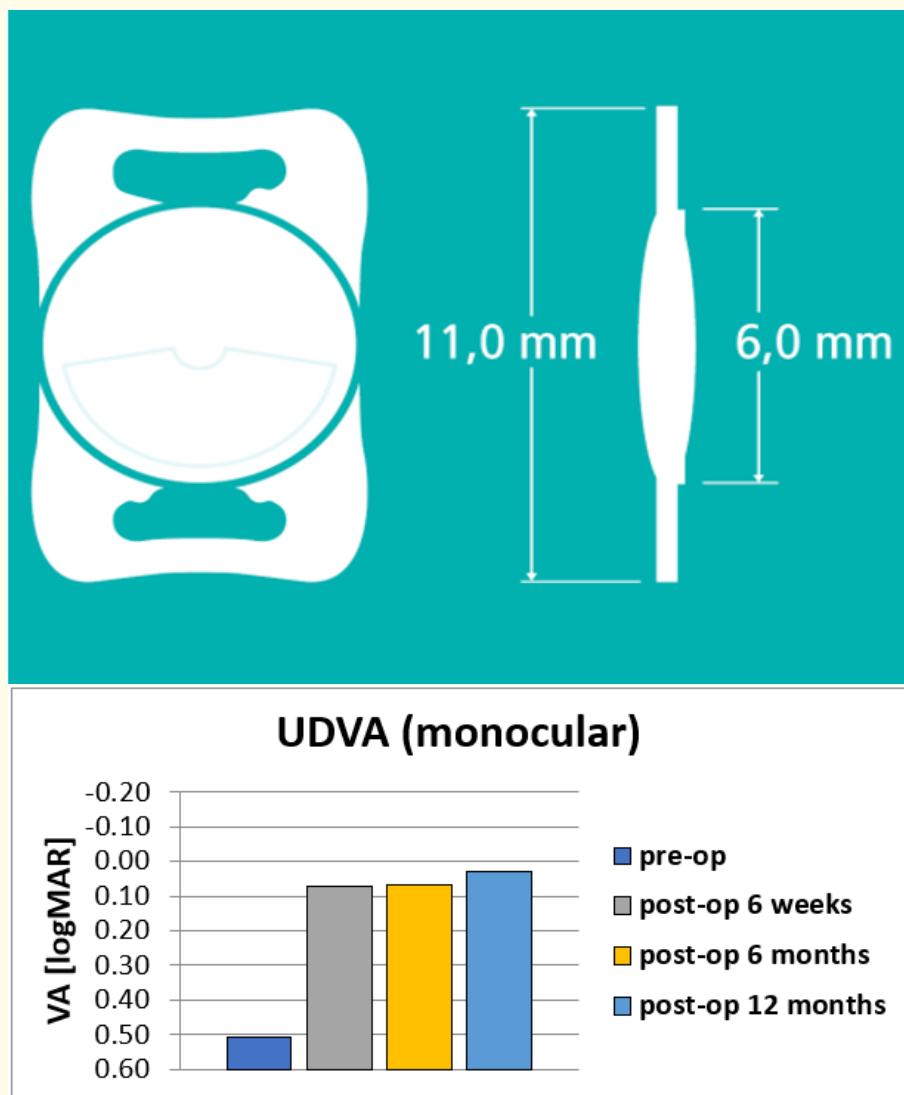 11,0 mm
6,0 mm
UDVA (monocular)
VA [logMAR]
-0.20
-0.10
0.00
0.10
0.20
0.30
0.40
0.50
0.60
pre-op
post-op 6 weeks
post-op 6 months
post-op 12 months